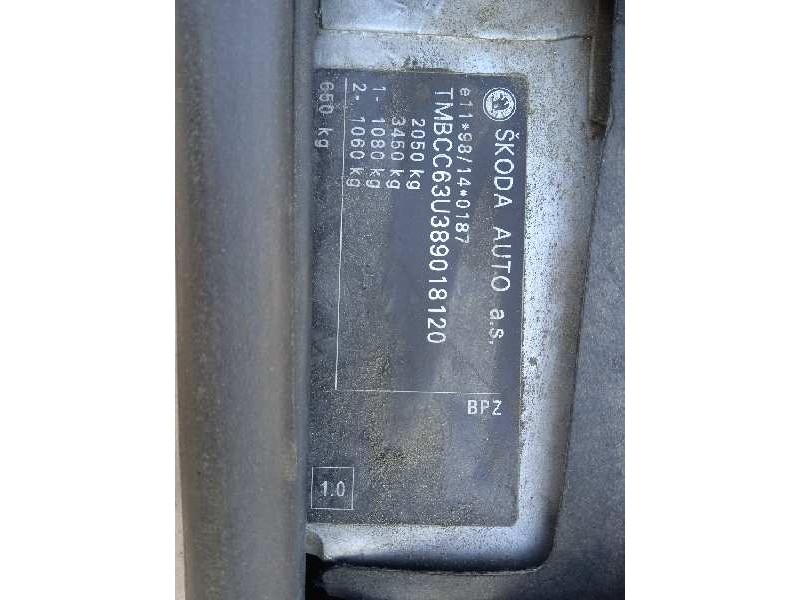 ŠKODA AUTO a.s.
e11*98/14*0187
TMBCC63U389018120
2050 kg
3450 kg
1- 1080 kg
2- 1060 kg
650 kg
BPZ
1.0